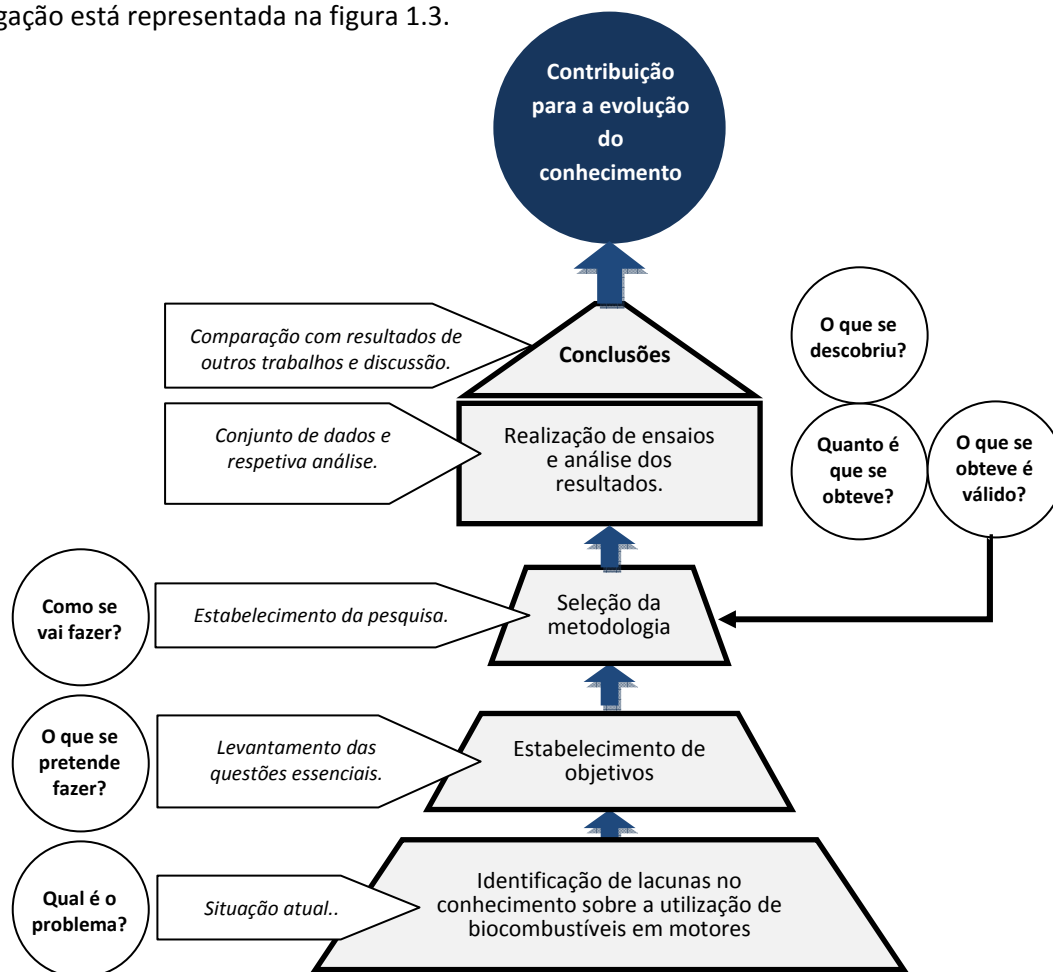 gação está representada na figura 1.3.
Contribuição
para a evolução
do
conhecimento
Comparação com resultados de
outros trabalhos e discussão.
Conclusões
O que se
descobriu?
Conjunto de dados e
respetiva análise.
Realização de ensaios
e análise dos
resultados.
Quanto é
que se
obteve?
O que se
obteve é
válido?
Como se
vai fazer?
Estabelecimento da pesquisa.
Seleção da
metodologia
O que se
pretende
fazer?
Levantamento das
questões essenciais.
Estabelecimento de
objetivos
Qual é o
problema?
Situação atual..
Identificação de lacunas no
conhecimento sobre a utilização de
biocombustíveis em motores